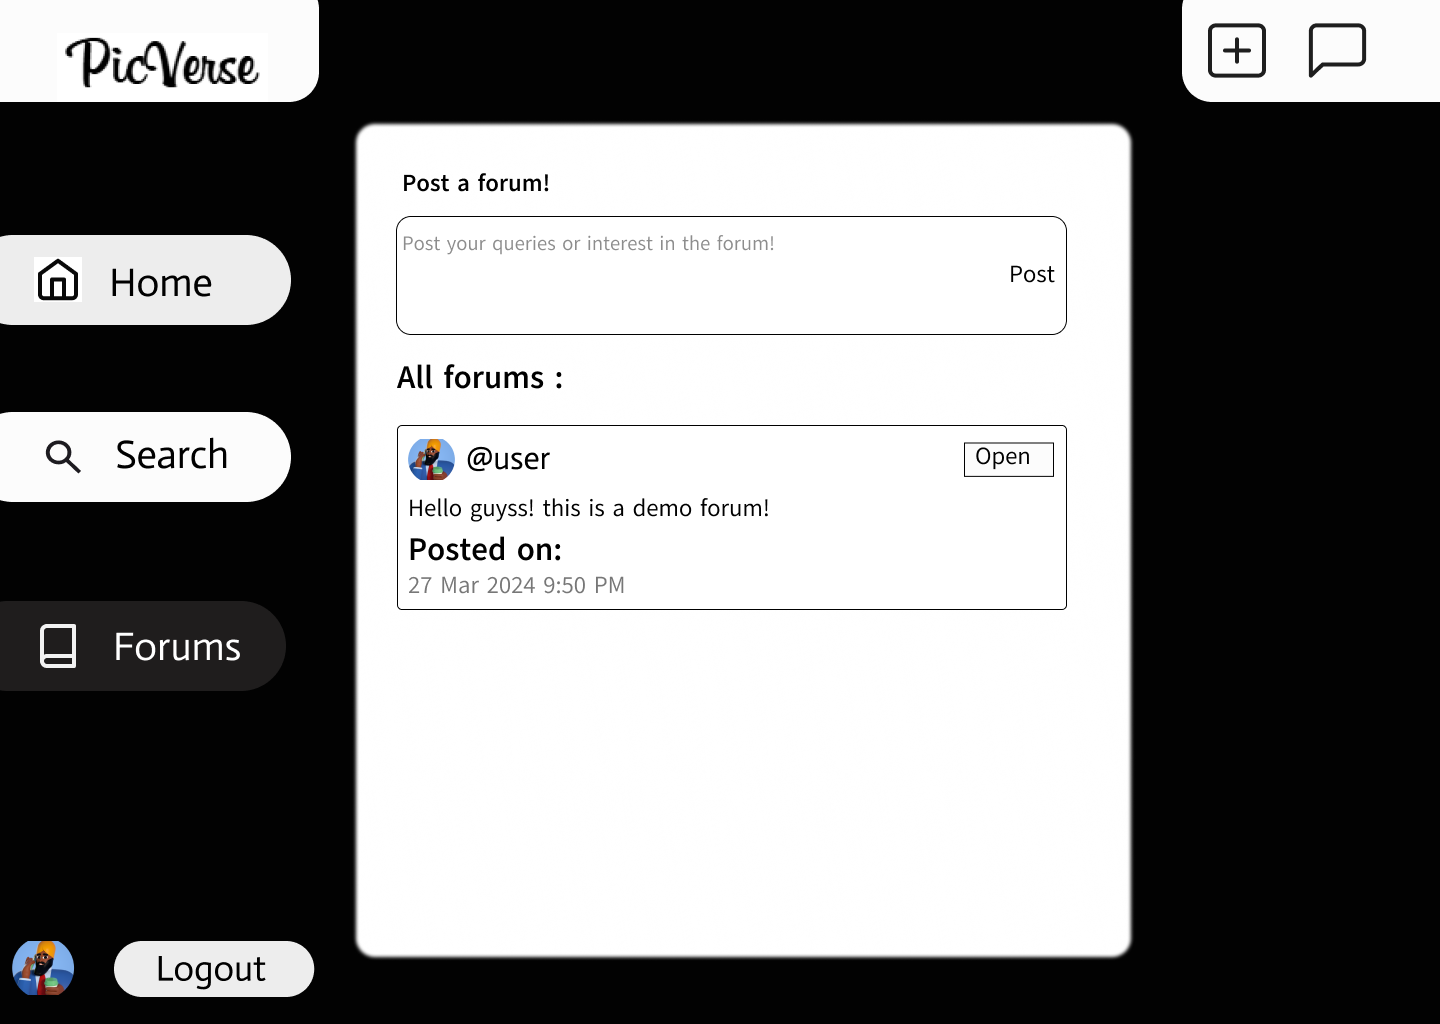 PicVerse
Post a forum!
Post your queries or interest in the forum!
Post
Home
All forums :
Search
@user
Open
Hello guyss! this is a demo forum!
Posted on:
27 Mar 2024 9:50 PM
Forums
Logout